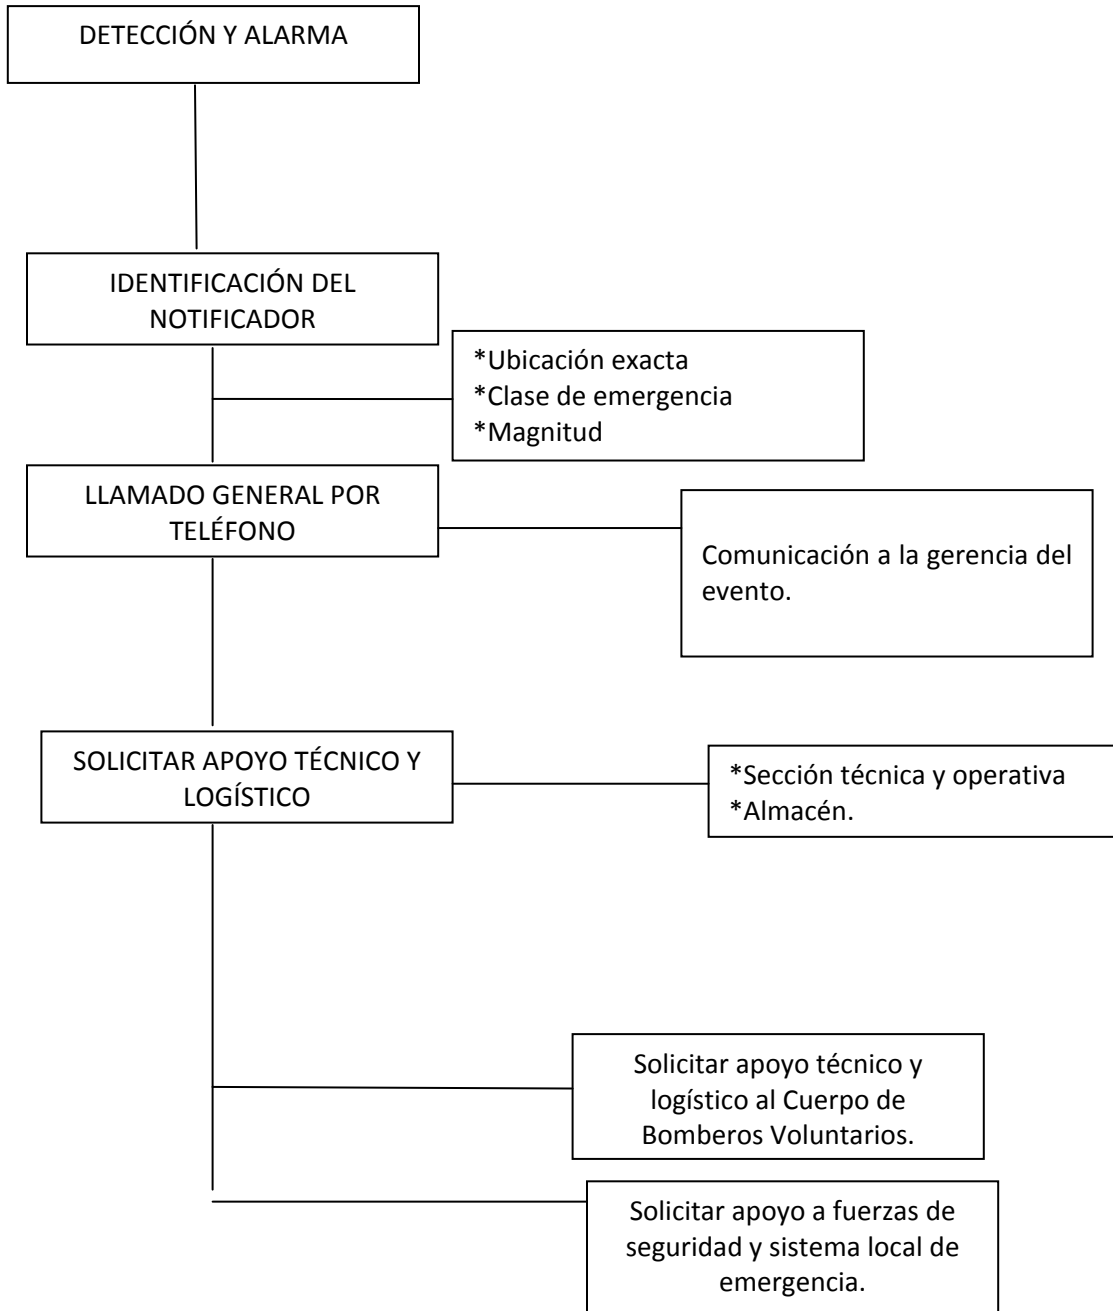 DETECCIÓN Y ALARMA
IDENTIFICACIÓN DEL
NOTIFICADOR
*Ubicación exacta
*Clase de emergencia
*Magnitud
LLAMADO GENERAL POR
TELÉFONO
Comunicación a la gerencia del
evento.
SOLICITAR APOYO TÉCNICO Y
LOGÍSTICO
*Sección técnica y operativa
*Almacén.
Solicitar apoyo técnico y
logístico al Cuerpo de
Bomberos Voluntarios.
Solicitar apoyo a fuerzas de
seguridad y sistema local de
emergencia.